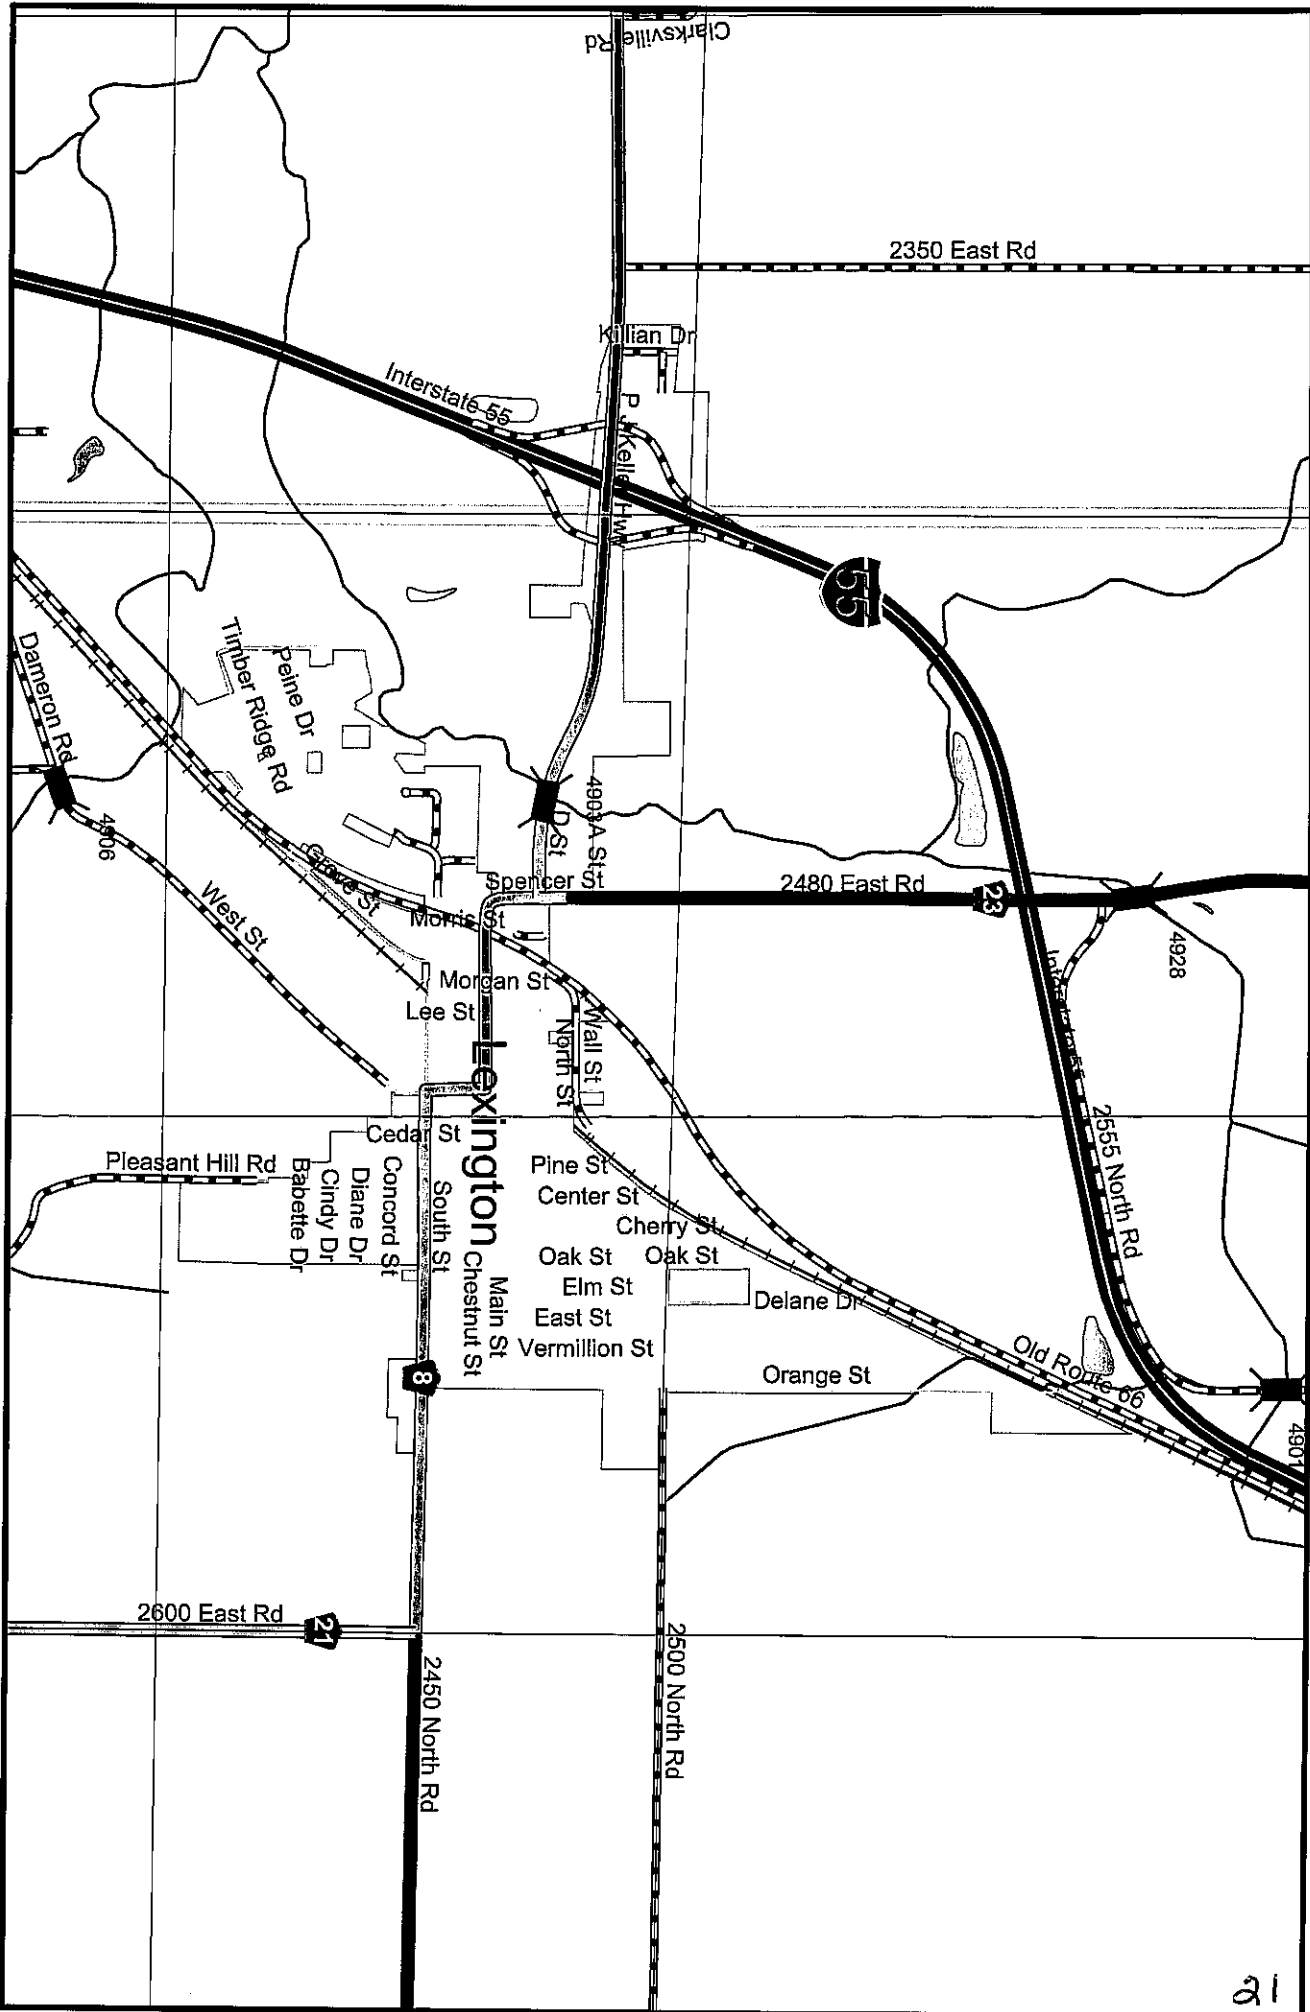 Clarksville Rd
2350 East Rd
Killian Dr
Interstate 55
55
Peine Dr
Timber Ridge Rd
Dameron Rd
4906
West St
Grove St
4903A St
D St
Spencer St
Morris St
2480 East Rd
23
4928
Interstate 55
2555 North Rd
Morgan St
Lee St
Wall St
North St
Lexington
Cedar St
Pleasant Hill Rd
Babette Dr
Cindy Dr
Diane Dr
Concord St
South St
Chestnut St
Main St
Pine St
Center St
Cherry St
Oak St
Oak St
Elm St
East St
Vermillion St
Delane Dr
Orange St
Old Route 66
4901
8
2600 East Rd
21
2450 North Rd
2500 North Rd
21